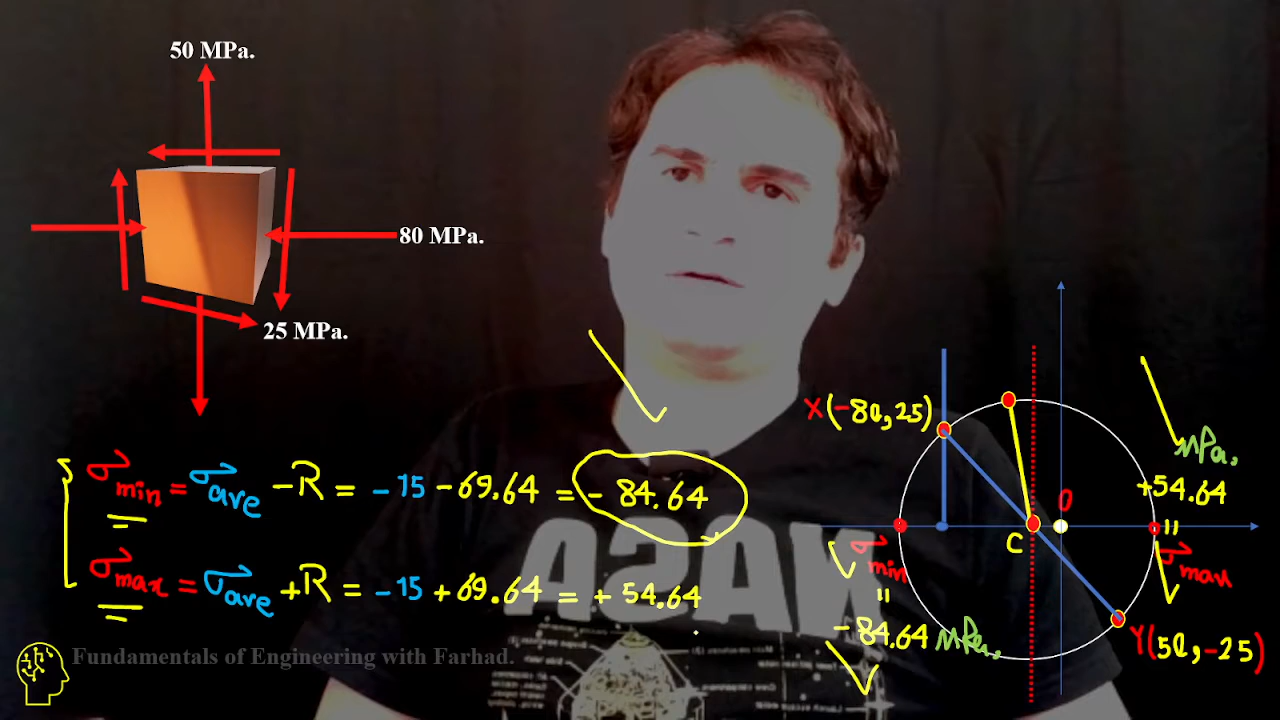 50 MPa.
80 MPa.
25 MPa.
σmin = σave - R = -15 - 69.64 = - 84.64
σmax = σave + R = -15 + 69.64 = + 54.64
X(-80,25)
MPa.
+54.64
=
σmax
O
C
σmin
=
- 84.64 MPa.
Y(50,-25)
NASA
Fundamentals of Engineering with Farhad.